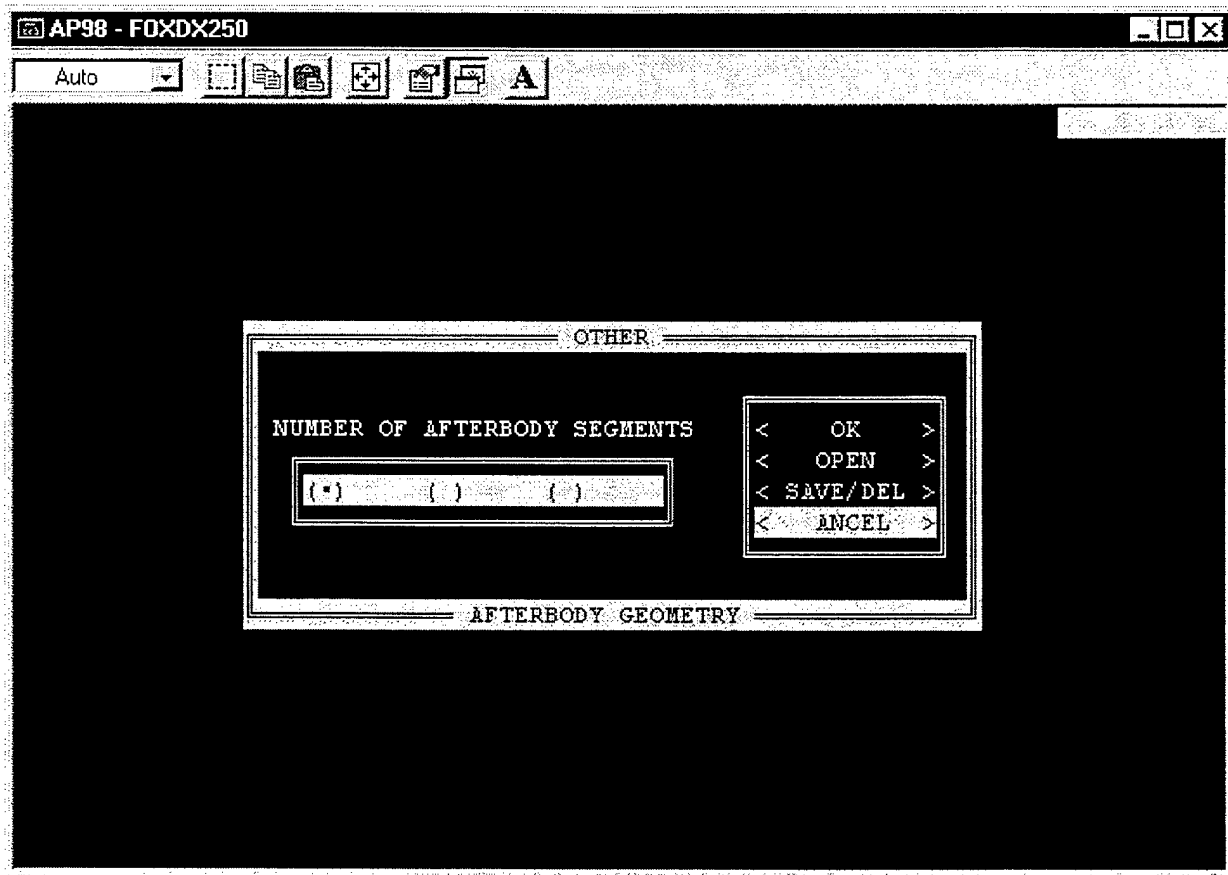 AP98 - FOXDX250
Auto
A
OTHER
NUMBER OF AFTERBODY SEGMENTS
(•) ( ) ( )
< OK >
< OPEN >
< SAVE/DEL >
< ANCEL >
AFTERBODY GEOMETRY